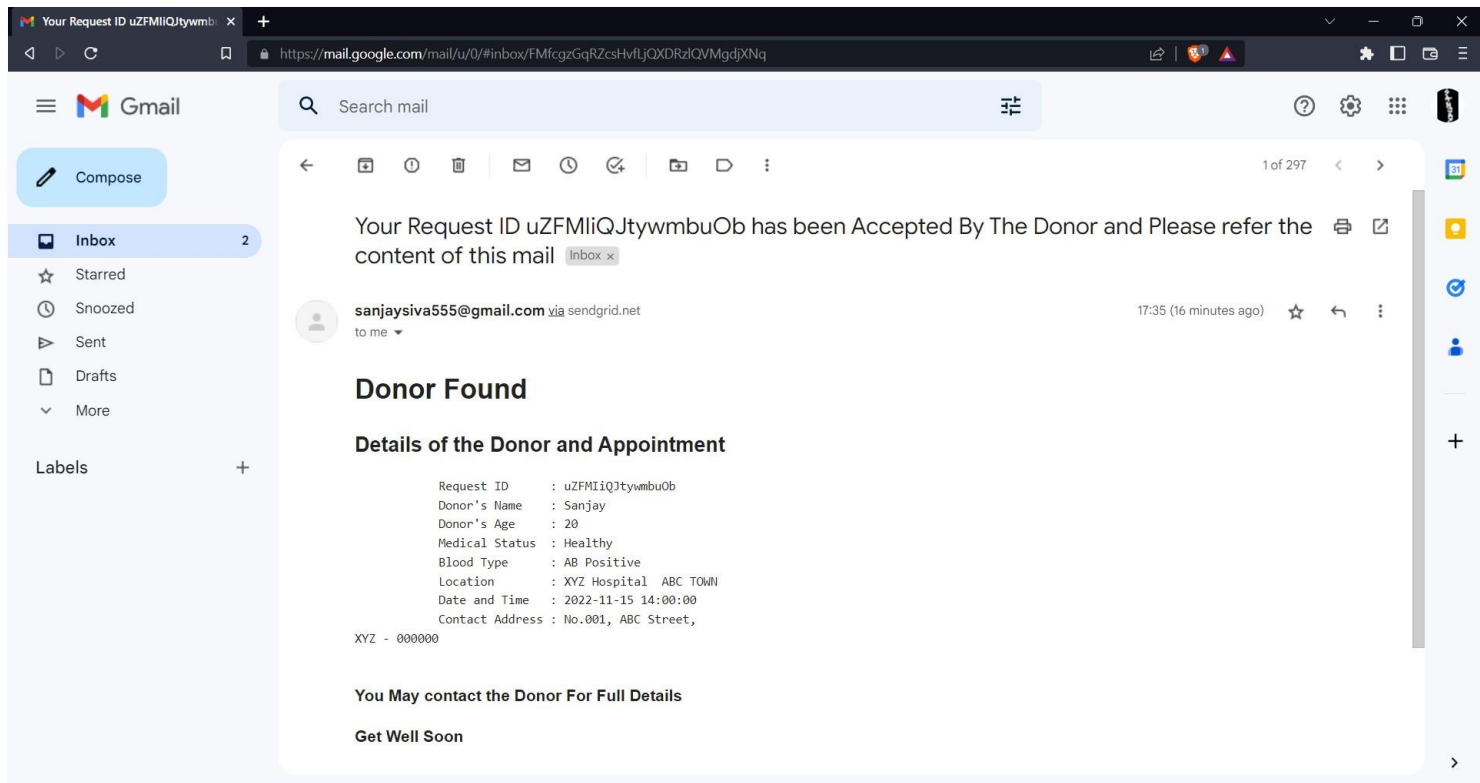 Your Request ID uZFMIiQJtywmb
https://mail.google.com/mail/u/0/#inbox/FMfcgzGqRZcsHvfLjQXDRzlQVMgdjXNq
Gmail
Search mail
Compose
1 of 297
31
Inbox 2
Starred
Snoozed
Sent
Drafts
More
Labels
Your Request ID uZFMIiQJtywmbuOb has been Accepted By The Donor and Please refer the
content of this mail Inbox ×
sanjaysiva555@gmail.com via sendgrid.net 17:35 (16 minutes ago)
to me
Donor Found
Details of the Donor and Appointment
Request ID : uZFMIiQJtywmbuOb
Donor's Name : Sanjay
Donor's Age : 20
Medical Status : Healthy
Blood Type : AB Positive
Location : XYZ Hospital ABC TOWN
Date and Time : 2022-11-15 14:00:00
Contact Address : No.001, ABC Street,
XYZ - 000000
You May contact the Donor For Full Details
Get Well Soon